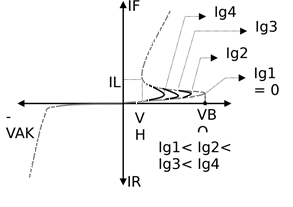 IF
Ig4
Ig3
Ig2
Ig1
= 0
IL
-
VAK
V
H
VB
Ig1< Ig2<
Ig3< Ig4
IR